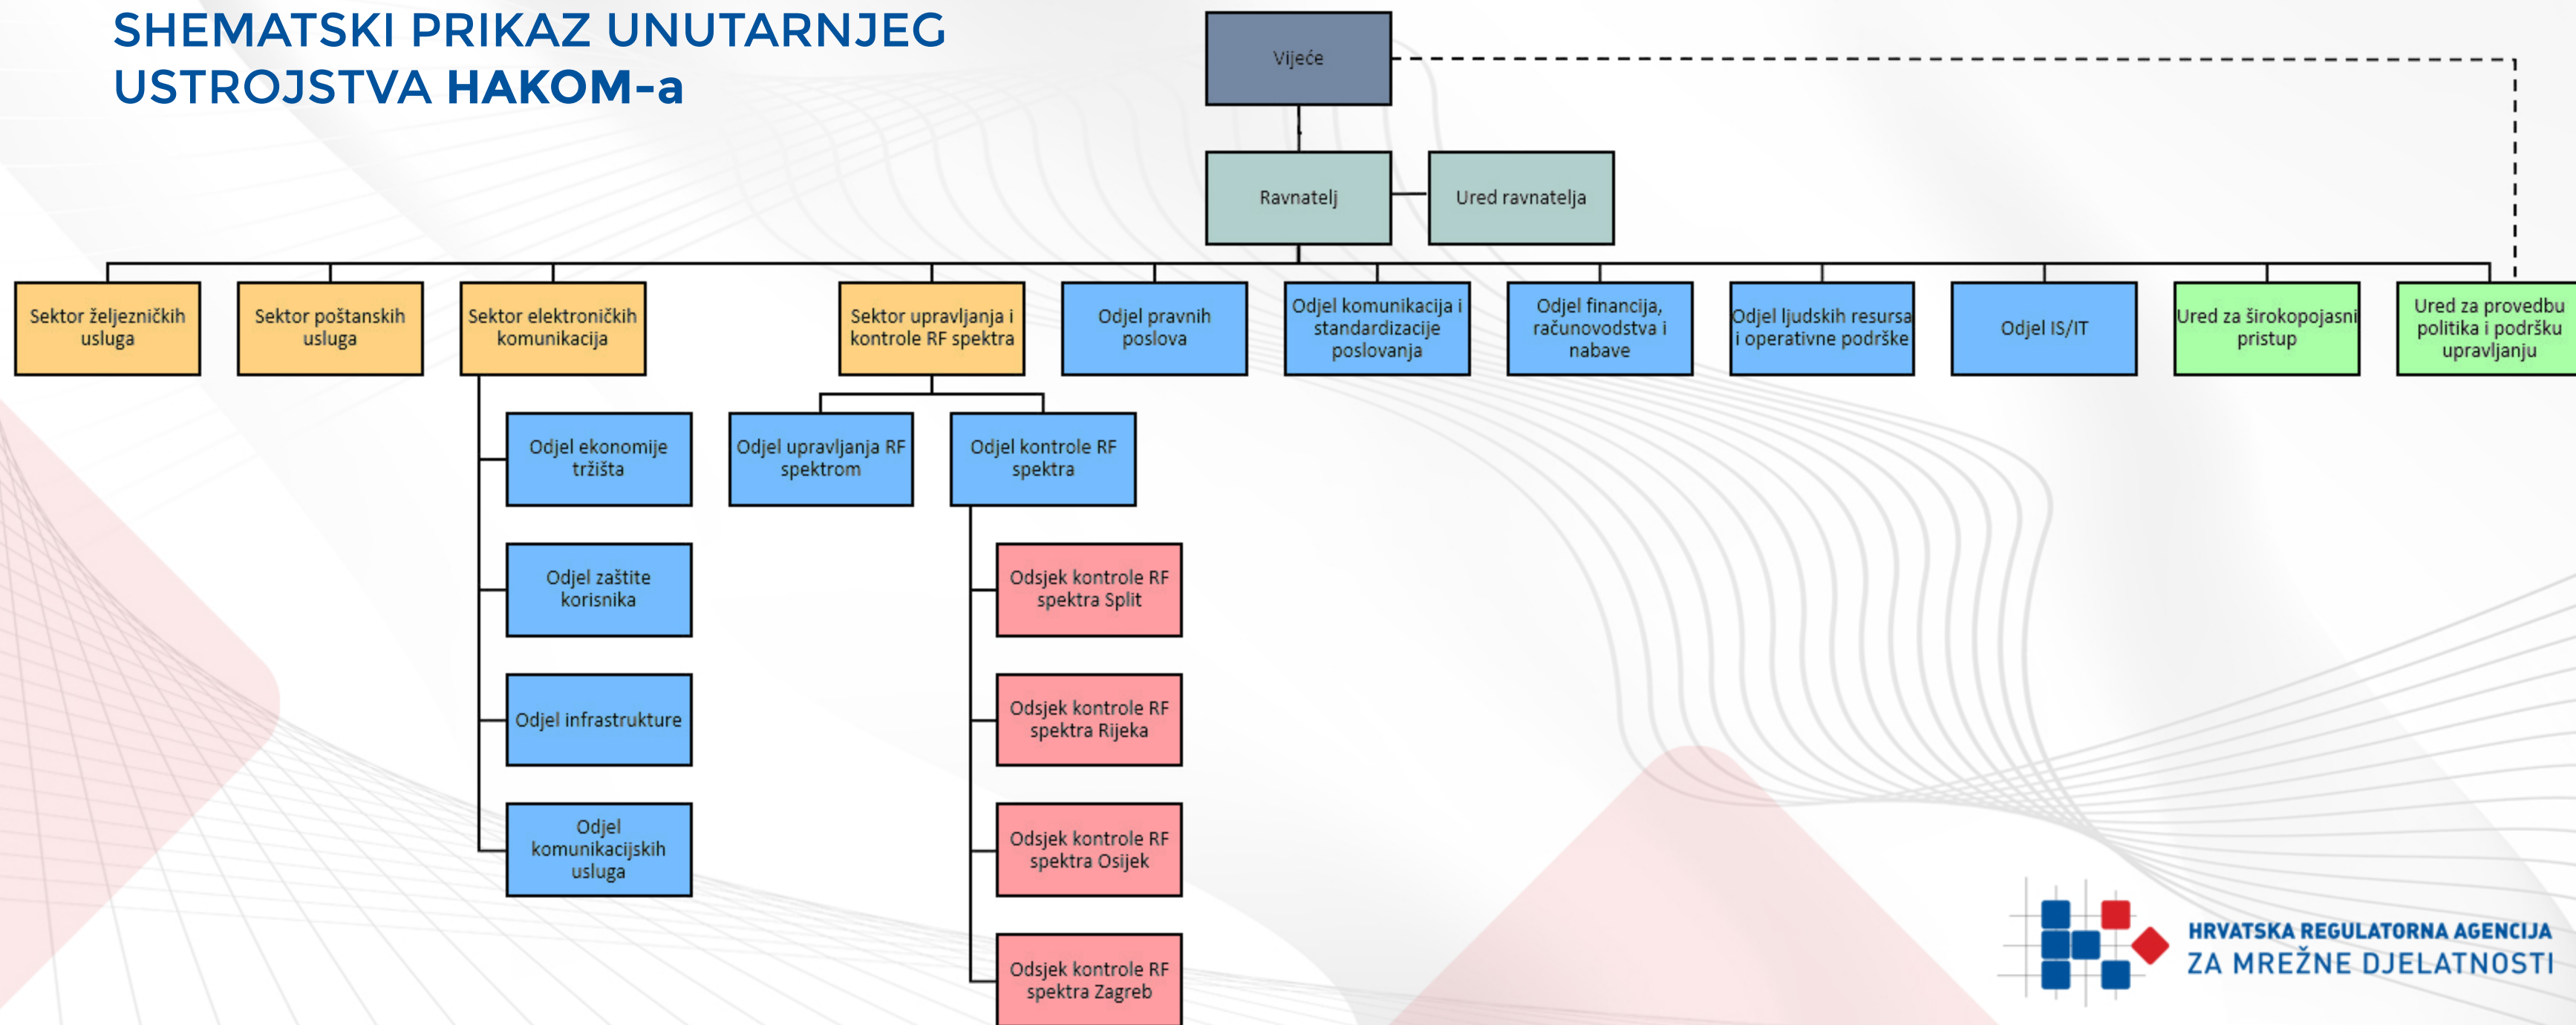 SHEMATSKI PRIKAZ UNUTARNJEG
USTROJSTVA HAKOM-a
Vijeće
Ravnatelj
Ured ravnatelja
Sektor željezničkih
usluga
Sektor poštanskih
usluga
Sektor elektroničkih
komunikacija
Sektor upravljanja i
kontrole RF spektra
Odjel pravnih
poslova
Odjel komunikacija i
standardizacije
poslovanja
Odjel financija,
računovodstva i
nabave
Odjel ljudskih resursa
i operativne podrške
Odjel IS/IT
Ured za širokopojasni
pristup
Ured za provedbu
politika i podršku
upravljanju
Odjel ekonomije
tržišta
Odjel upravljanja RF
spektrom
Odjel kontrole RF
spektra
Odjel zaštite
korisnika
Odsjek kontrole RF
spektra Split
Odjel infrastrukture
Odsjek kontrole RF
spektra Rijeka
Odjel
komunikacijskih
usluga
Odsjek kontrole RF
spektra Osijek
Odsjek kontrole RF
spektra Zagreb
HRVATSKA REGULATORNA AGENCIJA
ZA MREŽNE DJELATNOSTI